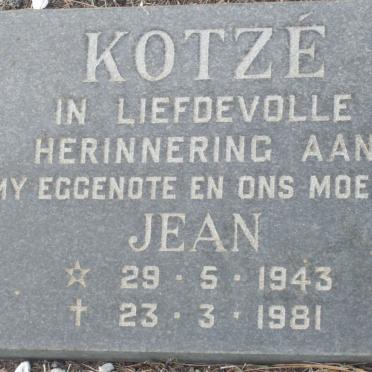 KOTZÉ
IN LIEFDEVOLLE
HERINNERING AAN
MY EGGENOTE EN ONS MOE
JEAN
29 · 5 · 1943
23 · 3 · 1981